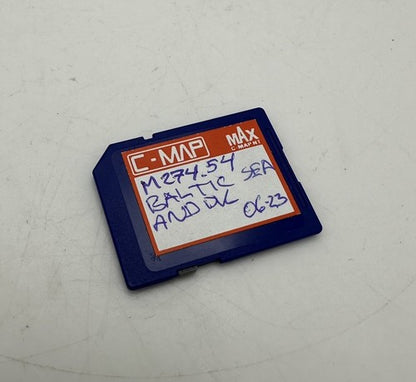 C-MAP
MAX
C-MAP NT
M274.54
BALTIC SEA
AND DK
06-23